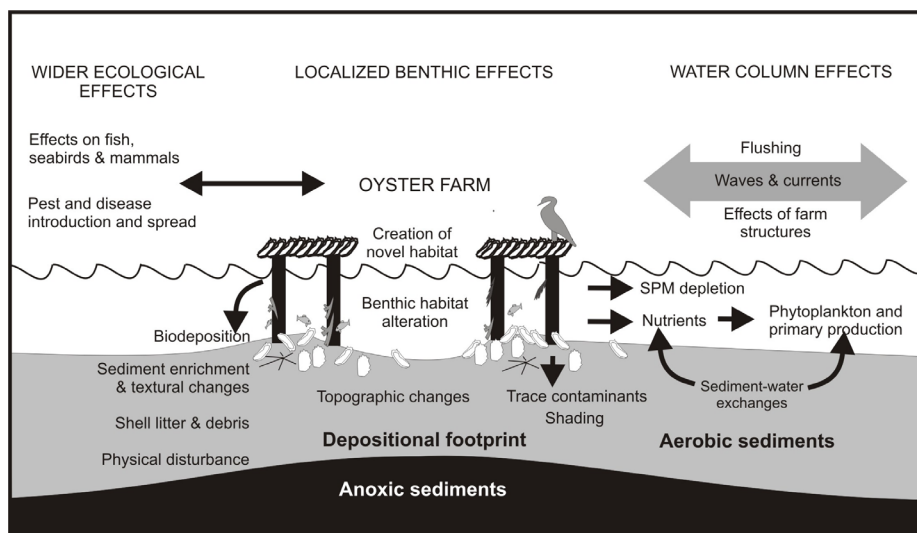 WIDER ECOLOGICAL
EFFECTS
LOCALIZED BENTHIC EFFECTS
WATER COLUMN EFFECTS
Effects on fish,
seabirds & mammals
Pest and disease
introduction and spread
OYSTER FARM
Creation of
novel habitat
Flushing
Waves & currents
Effects of farm
structures
Benthic habitat
alteration
SPM depletion
Nutrients
Phytoplankton and
primary production
Biodeposition
Sediment enrichment
& textural changes
Shell litter & debris
Physical disturbance
Topographic changes
Trace contaminants
Shading
Sediment-water
exchanges
Depositional footprint
Aerobic sediments
Anoxic sediments